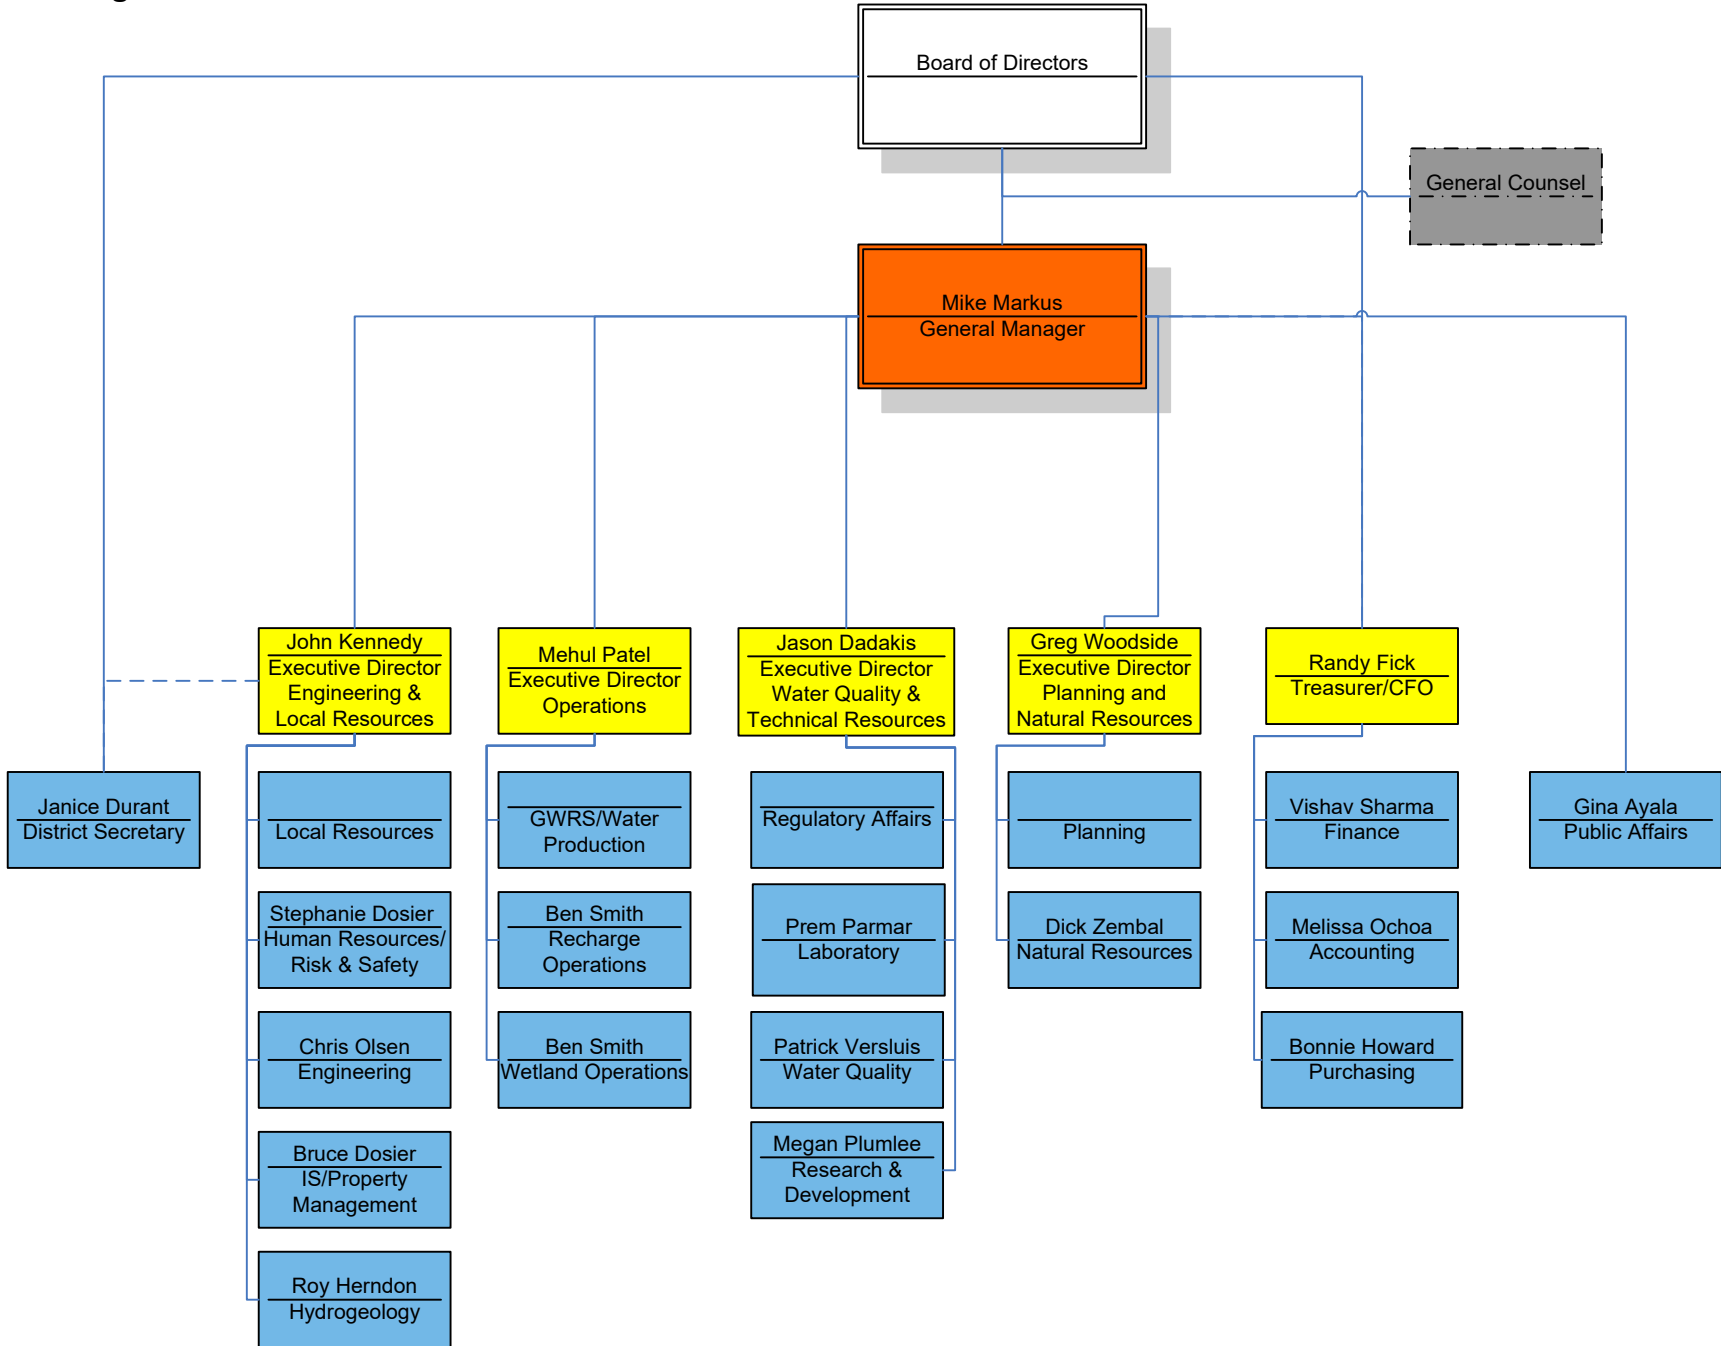 Board of Directors
General Counsel
Mike Markus
General Manager
John Kennedy
Executive Director
Engineering &
Local Resources
Mehul Patel
Executive Director
Operations
Jason Dadakis
Executive Director
Water Quality &
Technical Resources
Greg Woodside
Executive Director
Planning and
Natural Resources
Randy Fick
Treasurer/CFO
Janice Durant
District Secretary
Local Resources
Stephanie Dosier
Human Resources/
Risk & Safety
Chris Olsen
Engineering
Bruce Dosier
IS/Property
Management
Roy Herndon
Hydrogeology
GWRS/Water
Production
Ben Smith
Recharge
Operations
Ben Smith
Wetland Operations
Regulatory Affairs
Prem Parmar
Laboratory
Patrick Versluis
Water Quality
Megan Plumlee
Research &
Development
Planning
Dick Zembal
Natural Resources
Vishav Sharma
Finance
Melissa Ochoa
Accounting
Bonnie Howard
Purchasing
Gina Ayala
Public Affairs